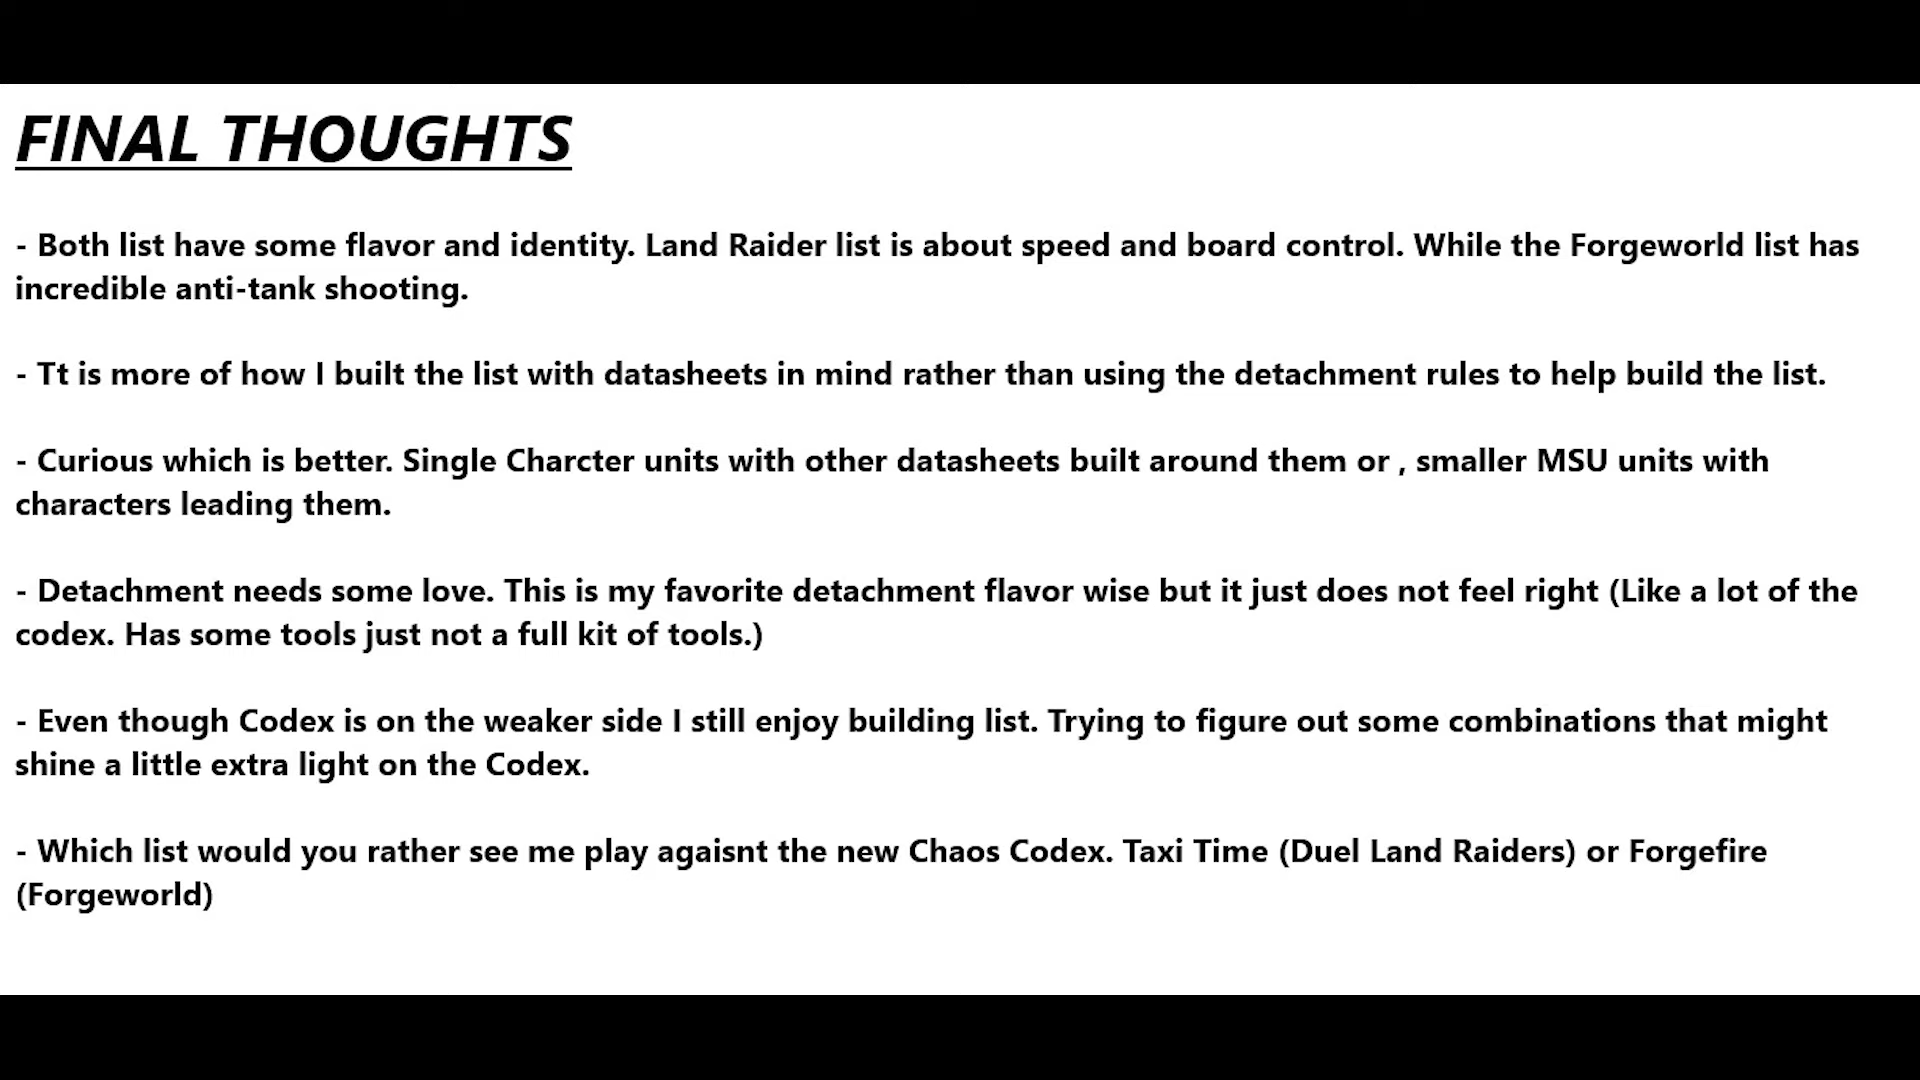 FINAL THOUGHTS
- Both list have some flavor and identity. Land Raider list is about speed and board control. While the Forgeworld list has
incredible anti-tank shooting.
- Tt is more of how I built the list with datasheets in mind rather than using the detachment rules to help build the list.
- Curious which is better. Single Charcter units with other datasheets built around them or , smaller MSU units with
characters leading them.
- Detachment needs some love. This is my favorite detachment flavor wise but it just does not feel right (Like a lot of the
codex. Has some tools just not a full kit of tools.)
- Even though Codex is on the weaker side I still enjoy building list. Trying to figure out some combinations that might
shine a little extra light on the Codex.
- Which list would you rather see me play agaisnt the new Chaos Codex. Taxi Time (Duel Land Raiders) or Forgefire
(Forgeworld)